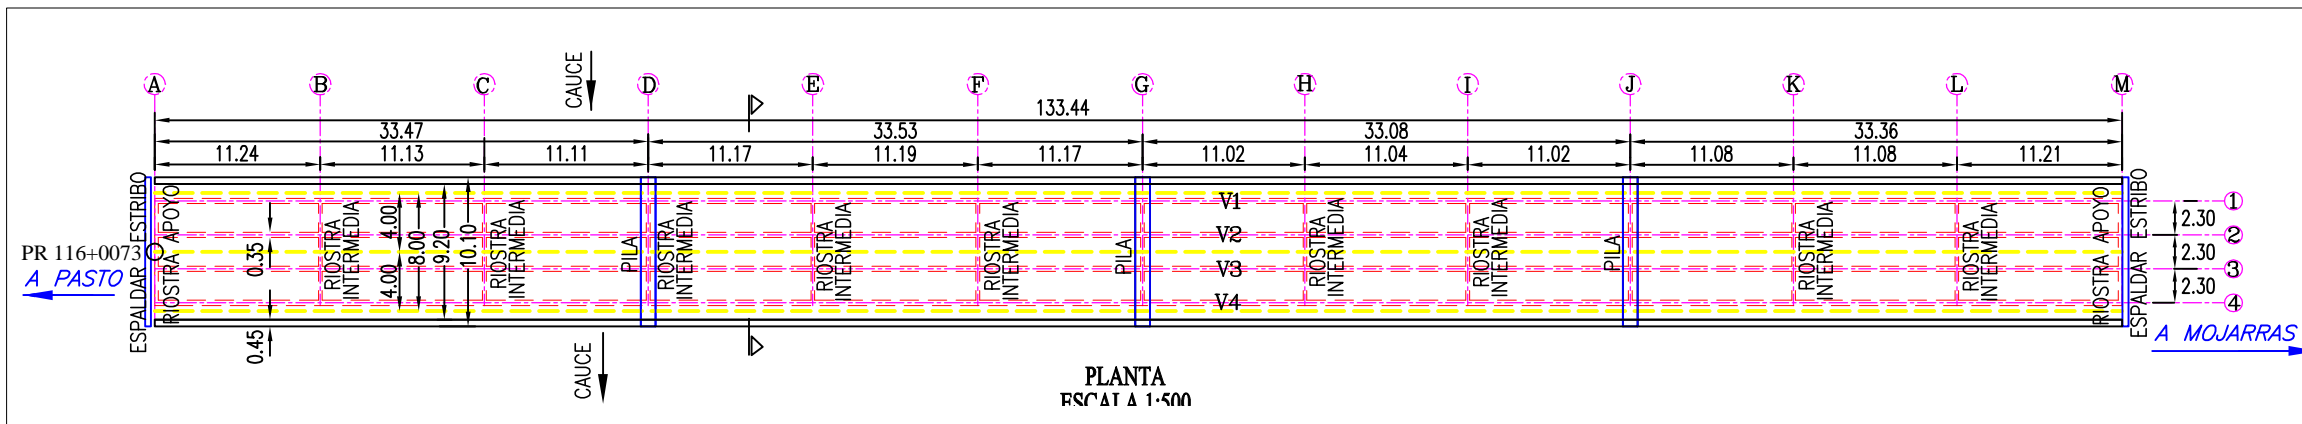 A B C D E F G H I J K L M
CAUCE
133.44
33.47 33.53 33.08 33.36
11.24 11.13 11.11 11.17 11.19 11.17 11.02 11.04 11.02 11.08 11.08 11.21
ESPALDAR ESTRIBO
RIOSTRA APOYO
PR 116+0073
A PASTO
0.35
0.45
RIOSTRA
INTERMEDIA
4.00
4.00
8.00
9.20
10.10
RIOSTRA
INTERMEDIA
PILA
RIOSTRA
INTERMEDIA
RIOSTRA
INTERMEDIA
RIOSTRA
INTERMEDIA
PILA
V1
V2
V3
V4
RIOSTRA
INTERMEDIA
RIOSTRA
INTERMEDIA
PILA
RIOSTRA
INTERMEDIA
RIOSTRA
INTERMEDIA
RIOSTRA APOYO
ESPALDAR ESTRIBO
1
2.30
2
2.30
3
2.30
4
A MOJARRAS
CAUCE
PLANTA
ESCALA 1:500